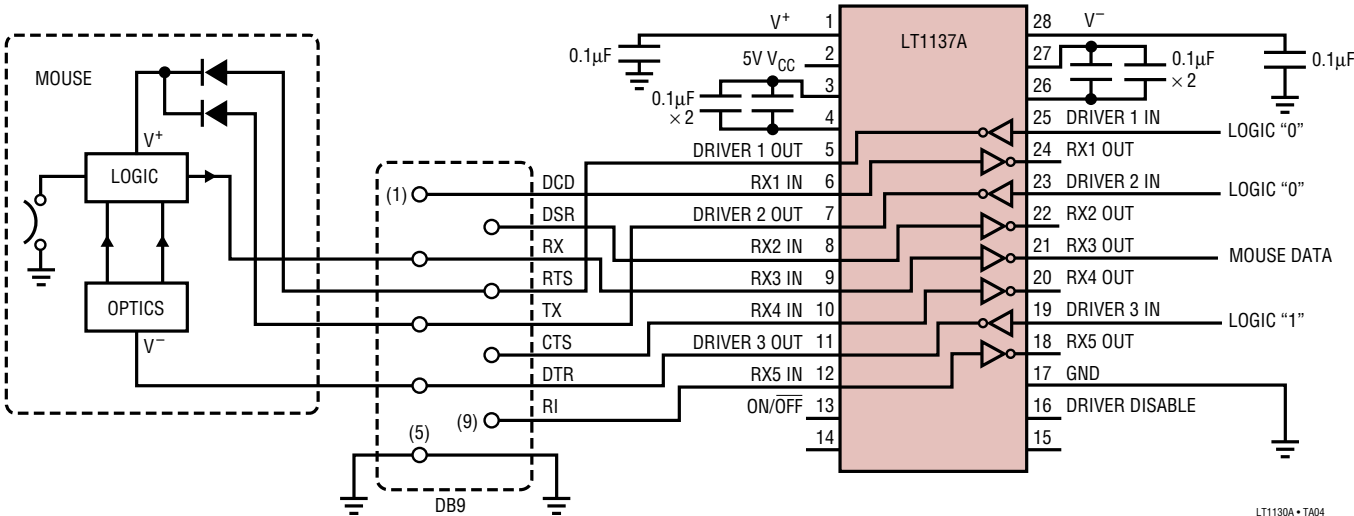 MOUSE
V+
LOGIC
OPTICS
V−
(1)
(5)
(9)
DB9
DCD
DSR
RX
RTS
TX
CTS
DTR
RI
0.1µF
V+ 1
5V VCC 2
0.1µF × 2
3
4
DRIVER 1 OUT 5
RX1 IN 6
DRIVER 2 OUT 7
RX2 IN 8
RX3 IN 9
RX4 IN 10
DRIVER 3 OUT 11
RX5 IN 12
ON/OFF 13
14
LT1137A
28 V−
0.1µF
27
0.1µF × 2
26
25 DRIVER 1 IN LOGIC “0”
24 RX1 OUT
23 DRIVER 2 IN LOGIC “0”
22 RX2 OUT
21 RX3 OUT MOUSE DATA
20 RX4 OUT
19 DRIVER 3 IN LOGIC “1”
18 RX5 OUT
17 GND
16 DRIVER DISABLE
15
LT1130A • TA04